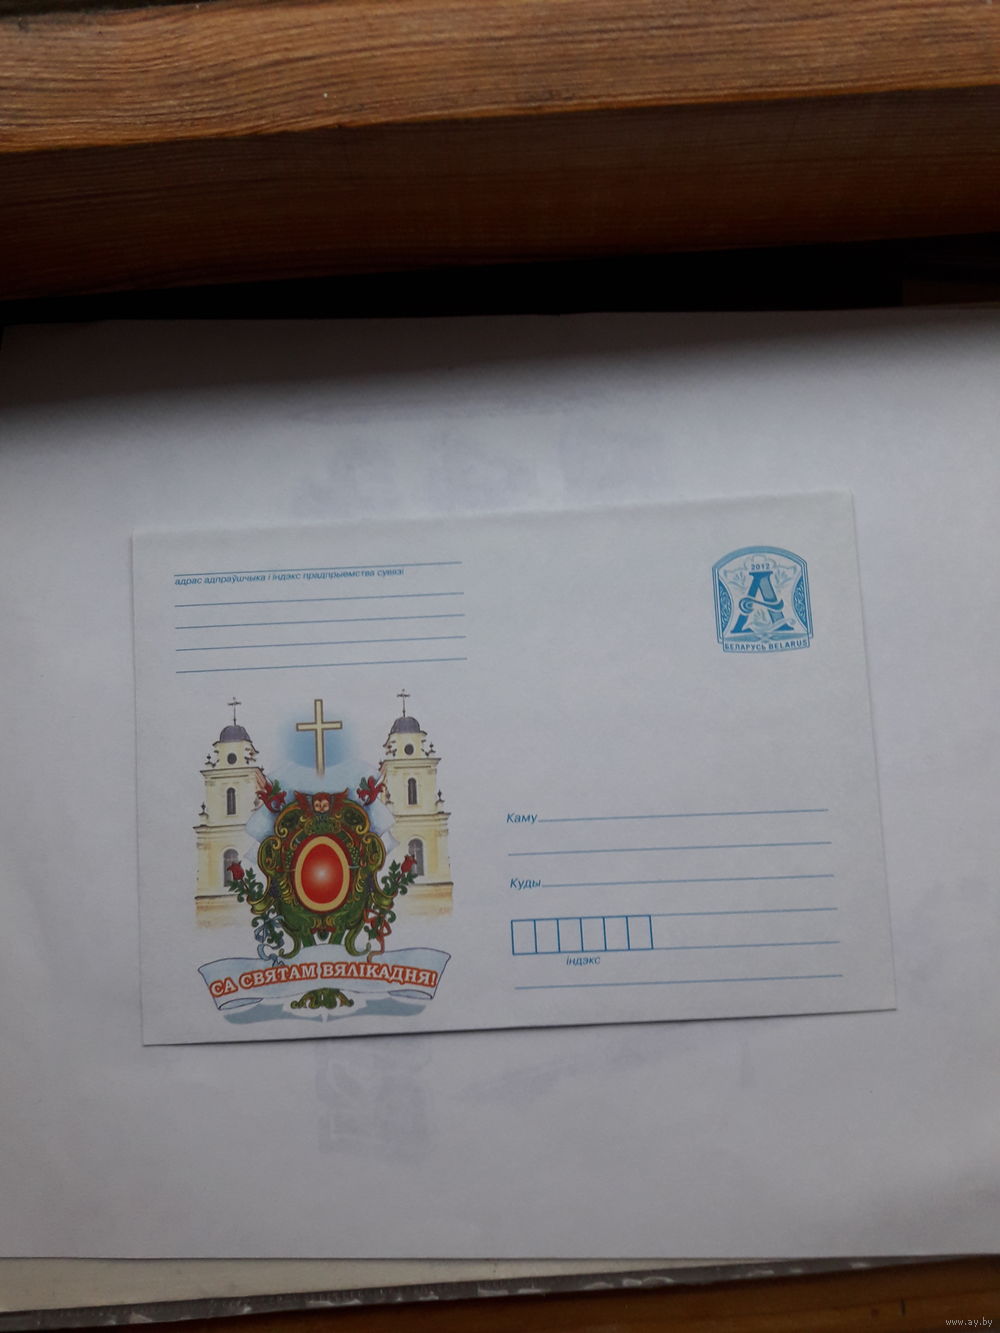 адрас адпраўшчыка і індэкс прадпрыемства сувязі
2012
А
БЕЛАРУСЬ BELARUS
Каму
Куды
індэкс
СА СВЯТАМ ВЯЛІКАДНЯ!
www.ay.by